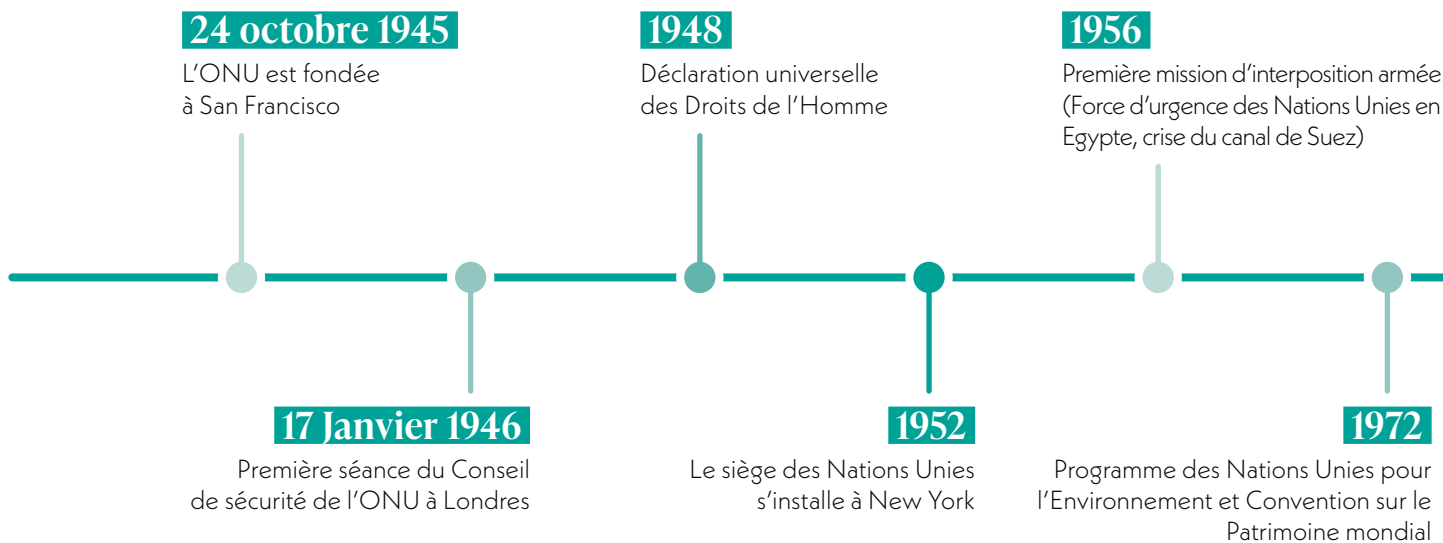 24 octobre 1945
L'ONU est fondée
à San Francisco
17 Janvier 1946
Première séance du Conseil
de sécurité de l'ONU à Londres
1948
Déclaration universelle
des Droits de l'Homme
1952
Le siège des Nations Unies
s'installe à New York
1956
Première mission d'interposition armée
(Force d'urgence des Nations Unies en
Egypte, crise du canal de Suez)
1972
Programme des Nations Unies pour
l'Environnement et Convention sur le
Patrimoine mondial